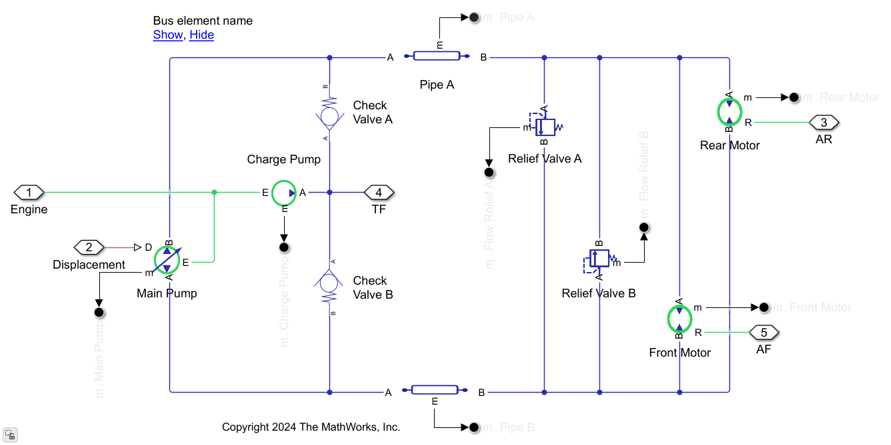 Bus element name
Show, Hide
m. Pipe A
E
A
B
Pipe A
B
Check
Valve A
A
A
m
B
Relief Valve A
A
m
m. Rear Motor
R
3
B
Rear Motor
AR
Charge Pump
1
E
A
4
Engine
E
TF
m. Flow Relief A
m. Flow Relief B
2
D
B
E
m
A
Displacement
Main Pump
m. Main Pump
m. Charge Pump
A
Check
Valve B
B
B
m
A
Relief Valve B
A
m
m. Front Motor
R
5
B
Front Motor
AF
A
B
E
m. Pipe B
Copyright 2024 The MathWorks, Inc.